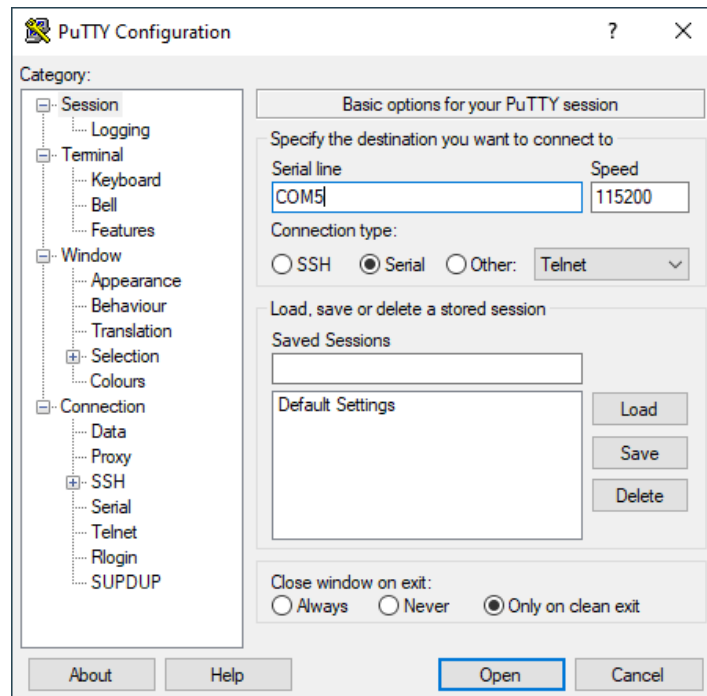 PuTTY Configuration
?
Category:
Session
Logging
Terminal
Keyboard
Bell
Features
Window
Appearance
Behaviour
Translation
Selection
Colours
Connection
Data
Proxy
SSH
Serial
Telnet
Rlogin
SUPDUP
Basic options for your PuTTY session
Specify the destination you want to connect to
Serial line Speed
COM5 115200
Connection type:
SSH Serial Other: Telnet
Load, save or delete a stored session
Saved Sessions
Default Settings
Load
Save
Delete
Close window on exit:
Always Never Only on clean exit
About Help Open Cancel